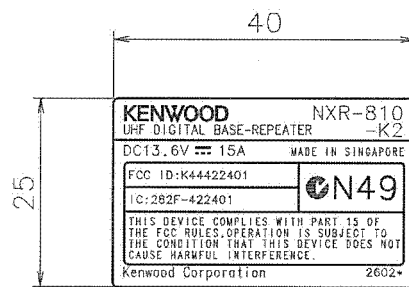 40
25
KENWOOD NXR-810
UHF DIGITAL BASE-REPEATER -K2
DC13.6V ⎓ 15A MADE IN SINGAPORE
FCC ID:K44422401
IC:282F-422401
N49
THIS DEVICE COMPLIES WITH PART 15 OF
THE FCC RULES.OPERATION IS SUBJECT TO
THE CONDITION THAT THIS DEVICE DOES NOT
CAUSE HARMFUL INTERFERENCE.
Kenwood Corporation 2602*